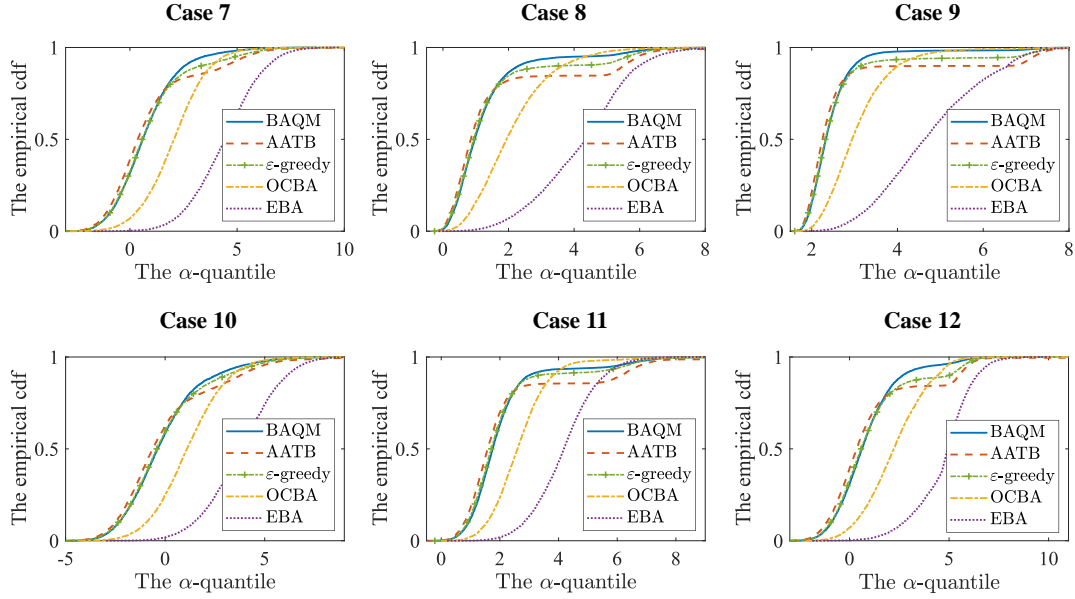 Case 7
Case 8
Case 9
The empirical cdf
1
0.5
0
BAQM
AATB
ε-greedy
OCBA
EBA
0
5
10
The α-quantile
The empirical cdf
1
0.5
0
BAQM
AATB
ε-greedy
OCBA
EBA
0
2
4
6
8
The α-quantile
The empirical cdf
1
0.5
0
BAQM
AATB
ε-greedy
OCBA
EBA
2
4
6
8
The α-quantile
Case 10
Case 11
Case 12
The empirical cdf
1
0.5
0
BAQM
AATB
ε-greedy
OCBA
EBA
-5
0
5
The α-quantile
The empirical cdf
1
0.5
0
BAQM
AATB
ε-greedy
OCBA
EBA
0
2
4
6
8
The α-quantile
The empirical cdf
1
0.5
0
BAQM
AATB
ε-greedy
OCBA
EBA
0
5
10
The α-quantile